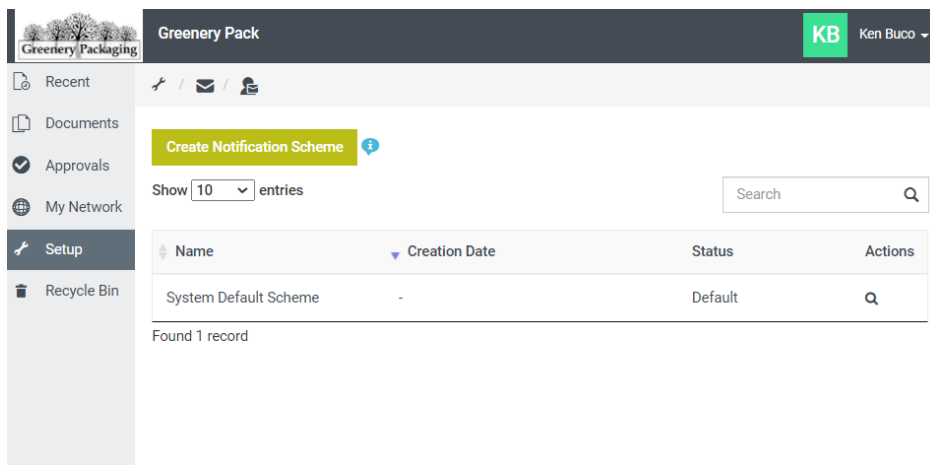 Greenery Packaging
Greenery Pack
KB
Ken Buco
Recent
Documents
Approvals
My Network
Setup
Recycle Bin
/ /
Create Notification Scheme
Show 10 entries
Search
Name Creation Date Status Actions
System Default Scheme - Default
Found 1 record